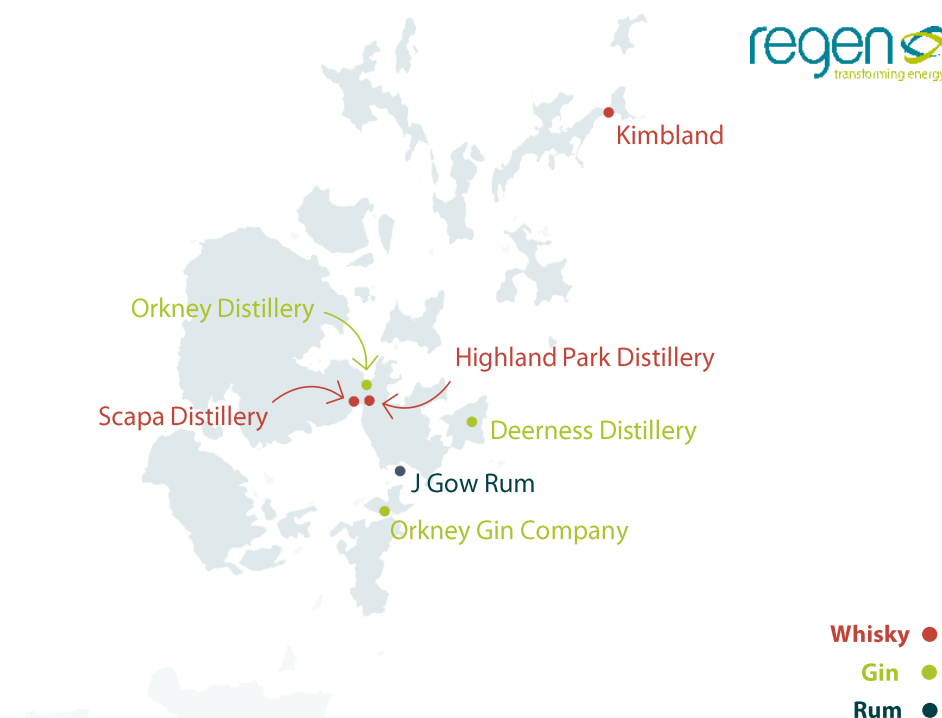 regen
transforming energy
Kimbland
Orkney Distillery
Highland Park Distillery
Scapa Distillery
Deerness Distillery
J Gow Rum
Orkney Gin Company
Whisky
Gin
Rum